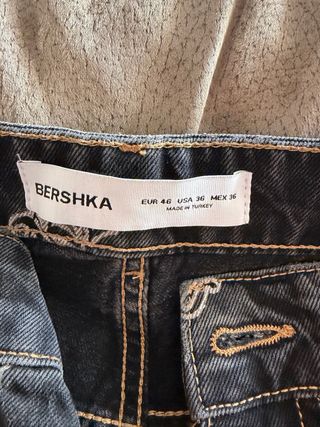 BERSHKA
EUR 46 USA 36 MEX 36
MADE IN TURKEY